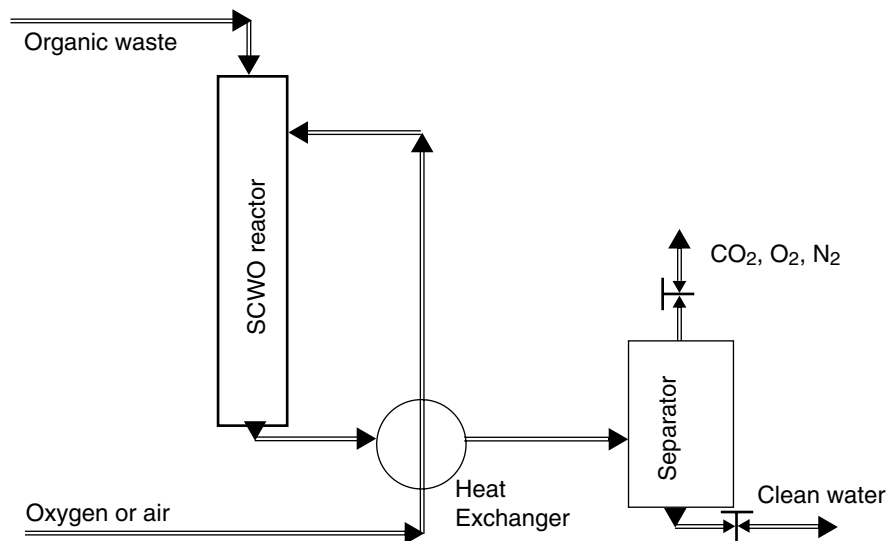 Organic waste
SCWO reactor
CO₂, O₂, N₂
Separator
Heat
Exchanger
Clean water
Oxygen or air